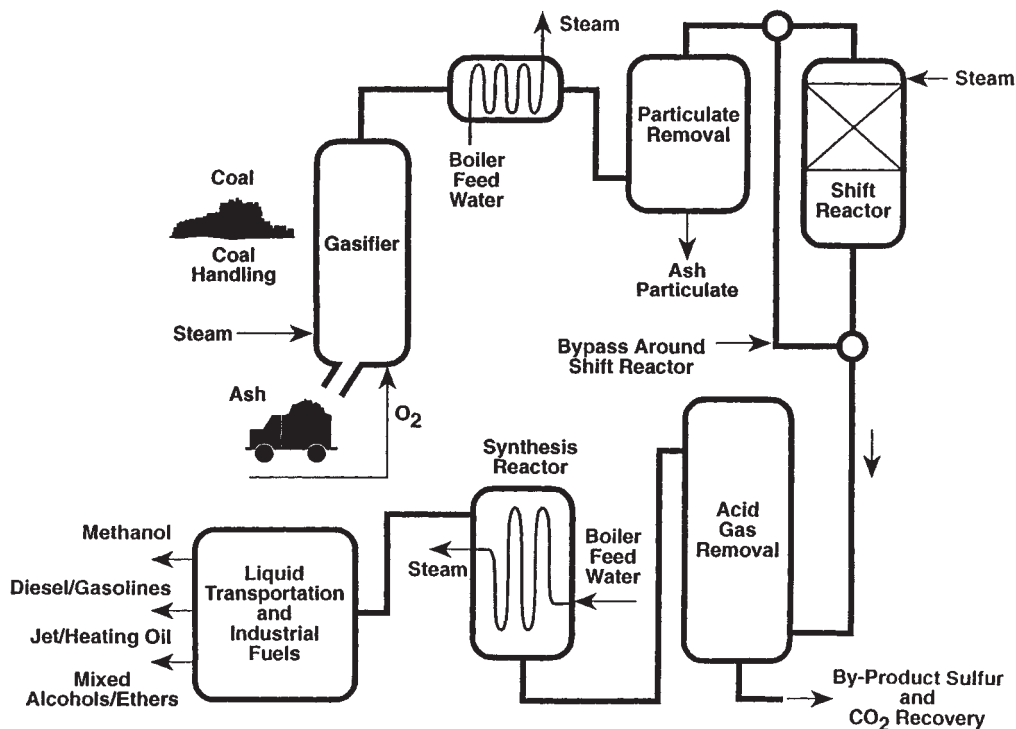 Steam
Particulate
Removal
Steam
Boiler
Feed
Water
Shift
Reactor
Coal
Gasifier
Coal
Handling
Ash
Particulate
Steam
Bypass Around
Shift Reactor
Ash
O2
Synthesis
Reactor
Acid
Gas
Removal
Methanol
Boiler
Feed
Water
Steam
Diesel/Gasolines
Liquid
Transportation
and
Industrial
Fuels
Jet/Heating Oil
Mixed
Alcohols/Ethers
By-Product Sulfur
and
CO2 Recovery